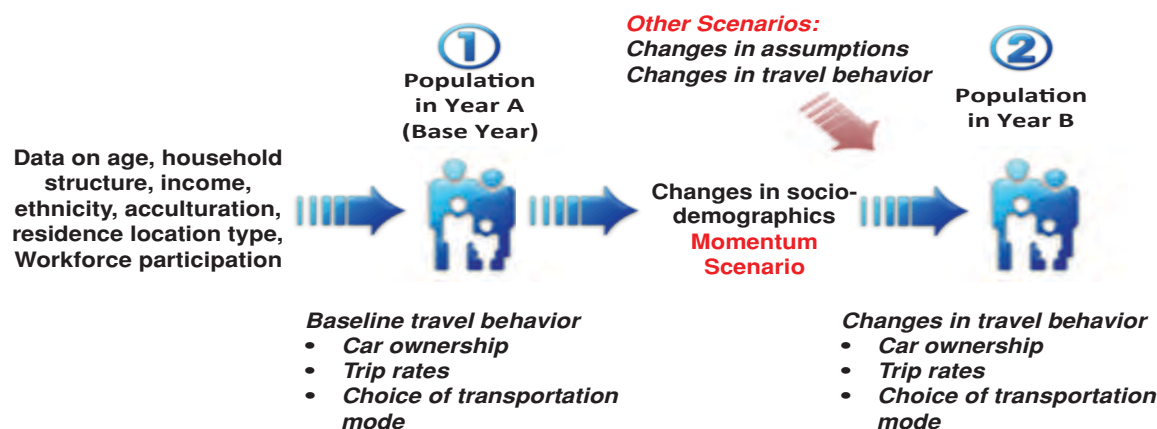 1
Population
in Year A
(Base Year)
Other Scenarios:
Changes in assumptions
Changes in travel behavior
2
Population
in Year B
Data on age, household
structure, income,
ethnicity, acculturation,
residence location type,
Workforce participation
Changes in socio-
demographics
Momentum
Scenario
Baseline travel behavior
• Car ownership
• Trip rates
• Choice of transportation
mode
Changes in travel behavior
• Car ownership
• Trip rates
• Choice of transportation
mode